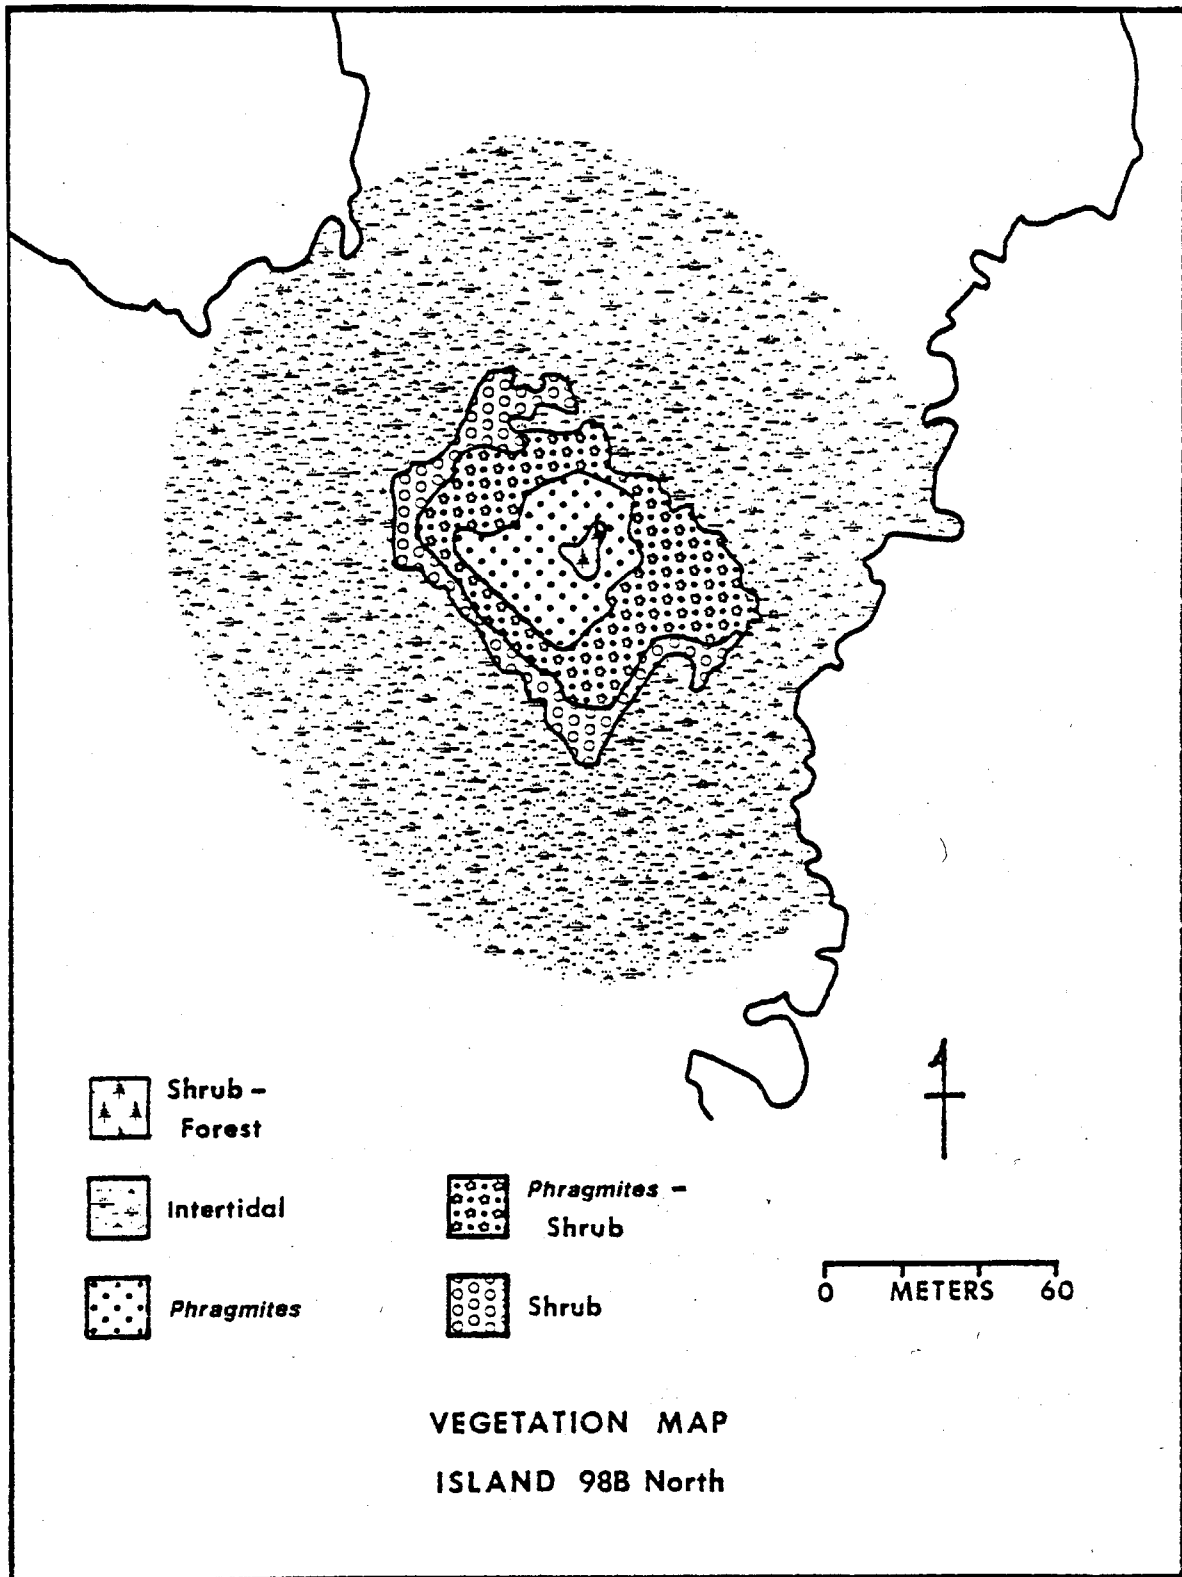 Shrub –
Forest
Intertidal
Phragmites
Phragmites –
Shrub
Shrub
0 METERS 60
VEGETATION MAP
ISLAND 98B North